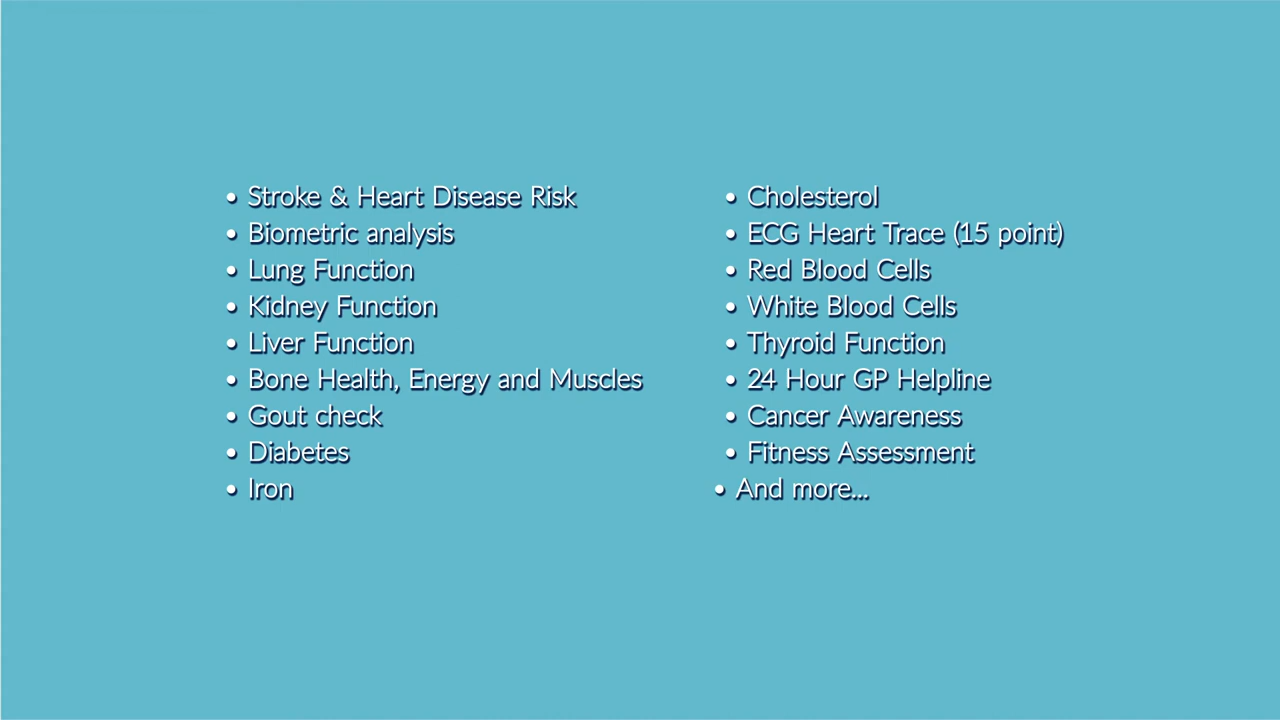 • Stroke & Heart Disease Risk
• Biometric analysis
• Lung Function
• Kidney Function
• Liver Function
• Bone Health, Energy and Muscles
• Gout check
• Diabetes
• Iron
• Cholesterol
• ECG Heart Trace (15 point)
• Red Blood Cells
• White Blood Cells
• Thyroid Function
• 24 Hour GP Helpline
• Cancer Awareness
• Fitness Assessment
• And more...